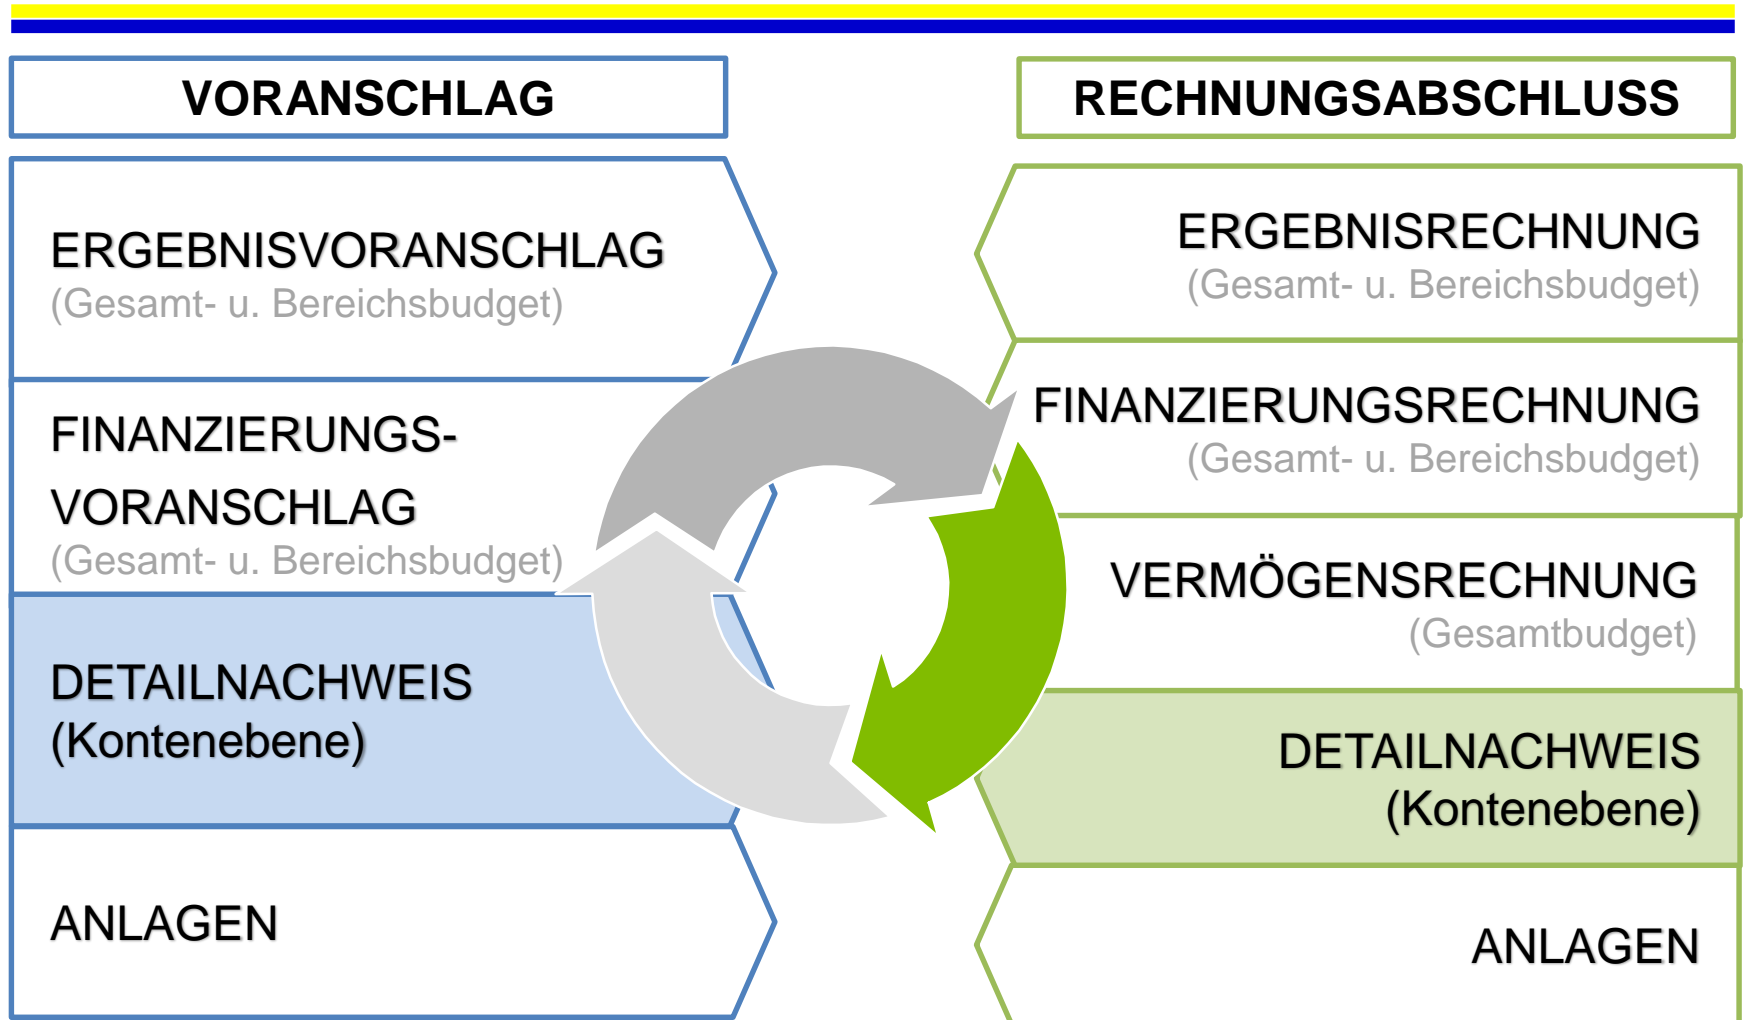 VORANSCHLAG
ERGEBNISVORANSCHLAG
(Gesamt- u. Bereichsbudget)
FINANZIERUNGS-
VORANSCHLAG
(Gesamt- u. Bereichsbudget)
DETAILNACHWEIS
(Kontenebene)
ANLAGEN
RECHNUNGSABSCHLUSS
ERGEBNISRECHNUNG
(Gesamt- u. Bereichsbudget)
FINANZIERUNGSRECHNUNG
(Gesamt- u. Bereichsbudget)
VERMÖGENSRECHNUNG
(Gesamtbudget)
DETAILNACHWEIS
(Kontenebene)
ANLAGEN